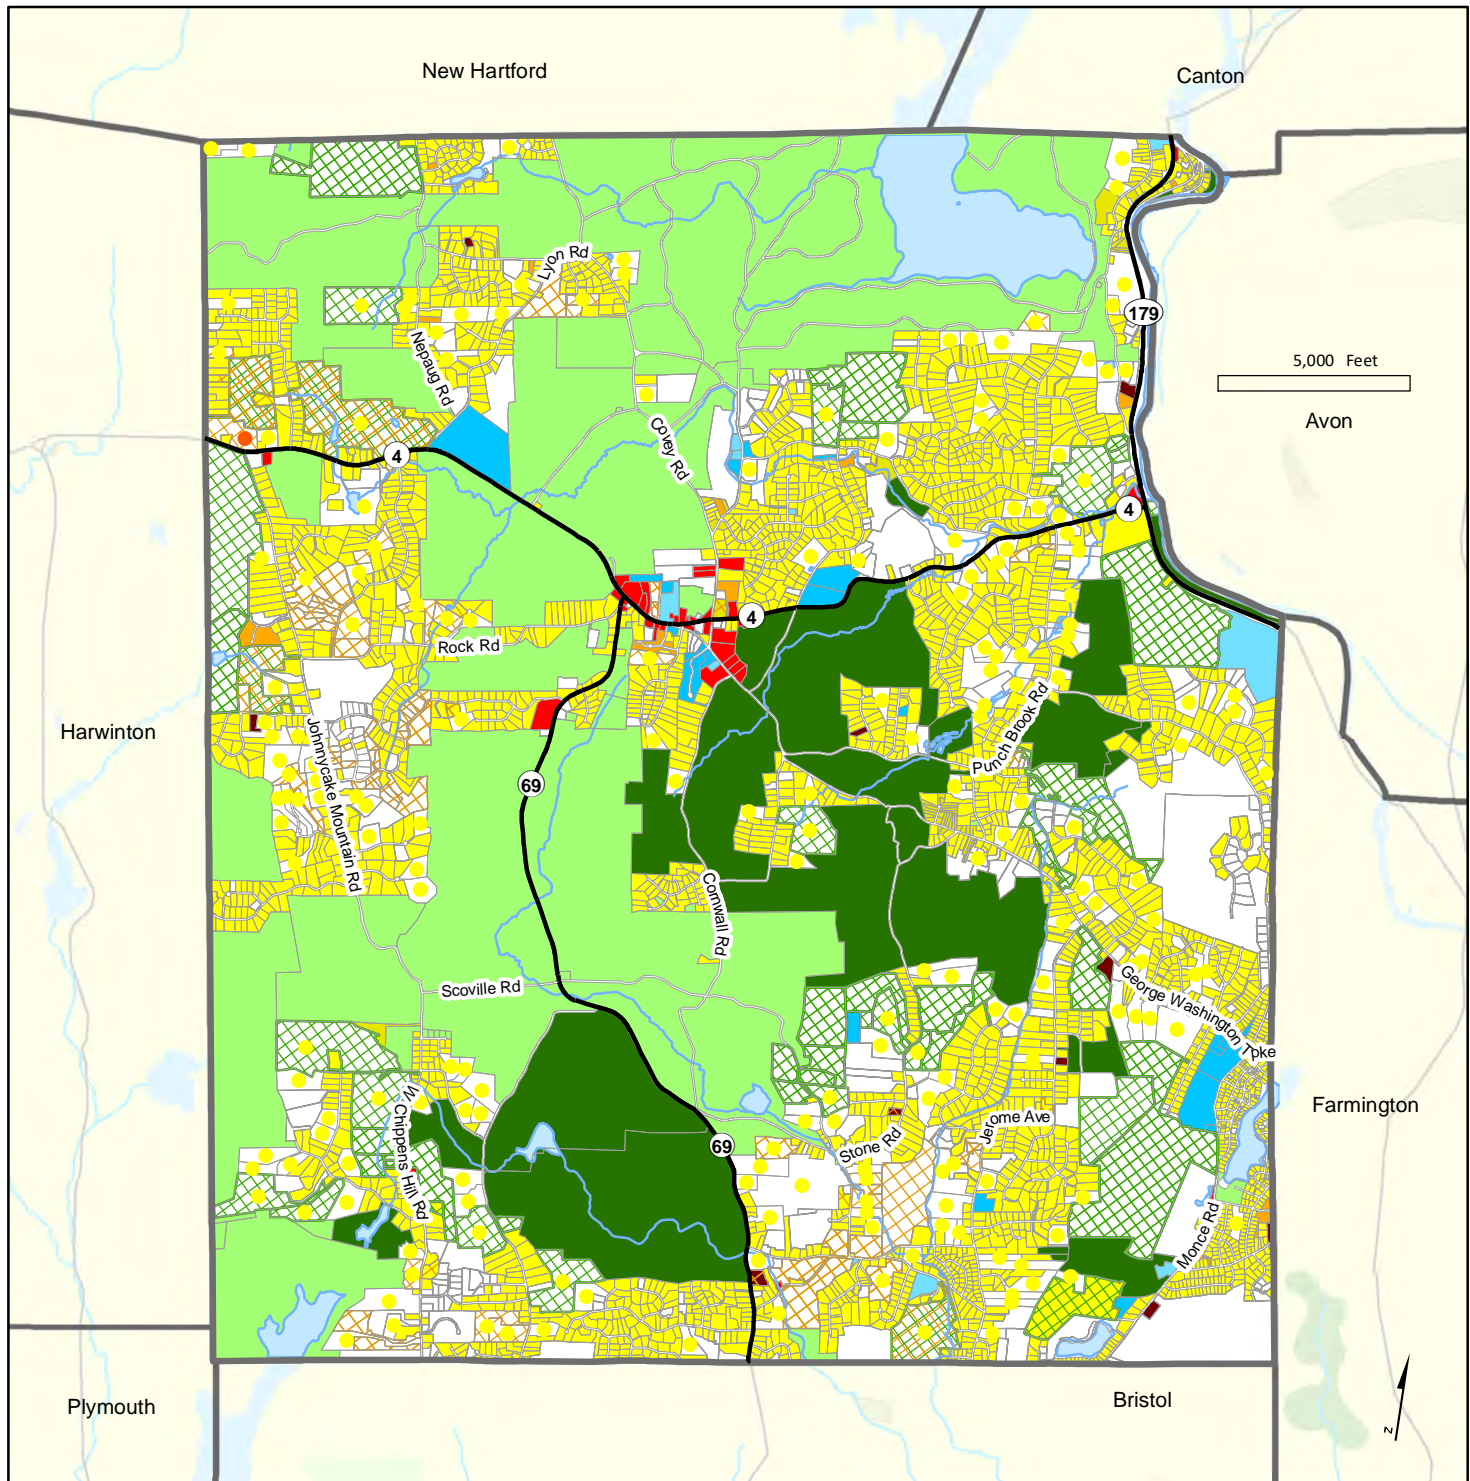 New Hartford
Canton
Lyon Rd
179
5,000 Feet
Nepaug Rd
Avon
Covey Rd
4
4
4
Rock Rd
Harwinton
Johnnycake Mountain Rd
Punch Brook Rd
69
Cornwall Rd
Scoville Rd
George Washington Tpke
W. Chippens Hill Rd
Farmington
Jerome Ave
69
Stone Rd
Monce Rd
Plymouth
Bristol
N